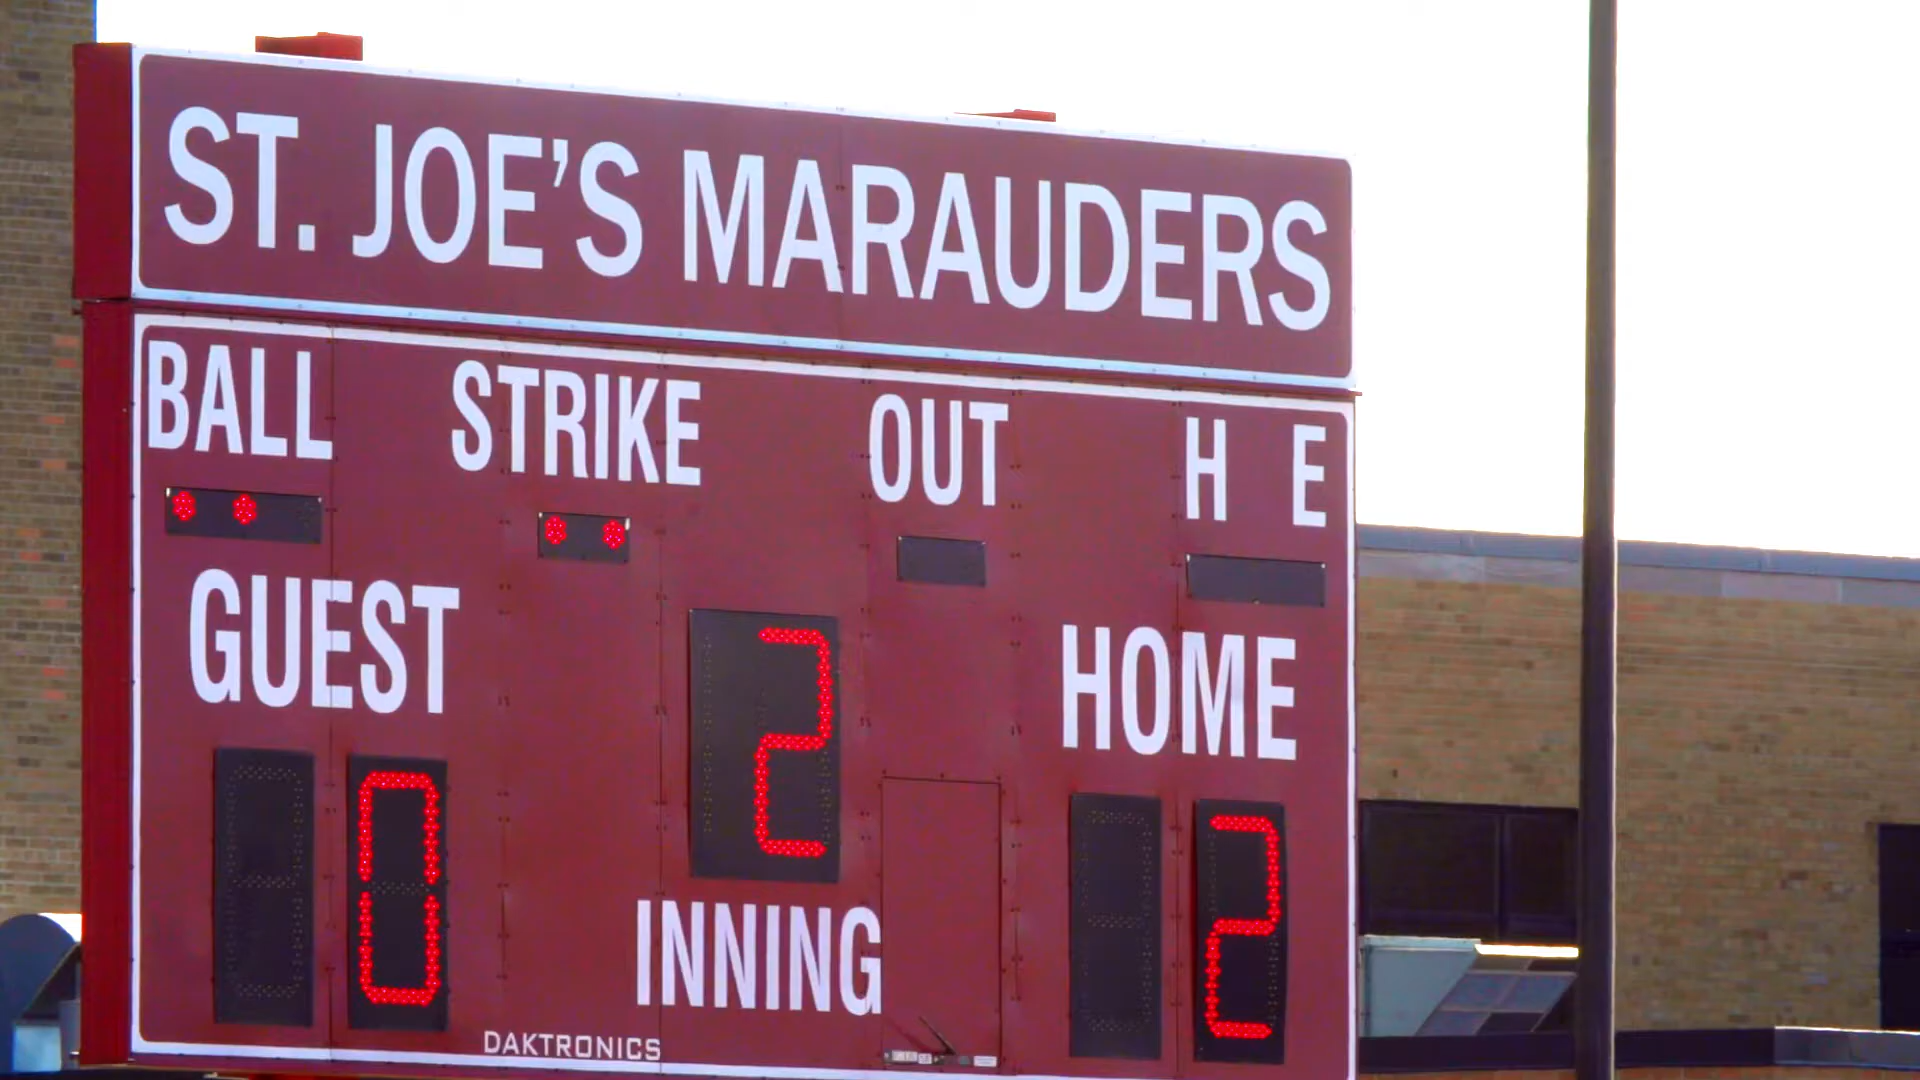 ST. JOE'S MARAUDERS
BALL STRIKE OUT H E
GUEST 2 HOME
0 2
INNING
DAKTRONICS